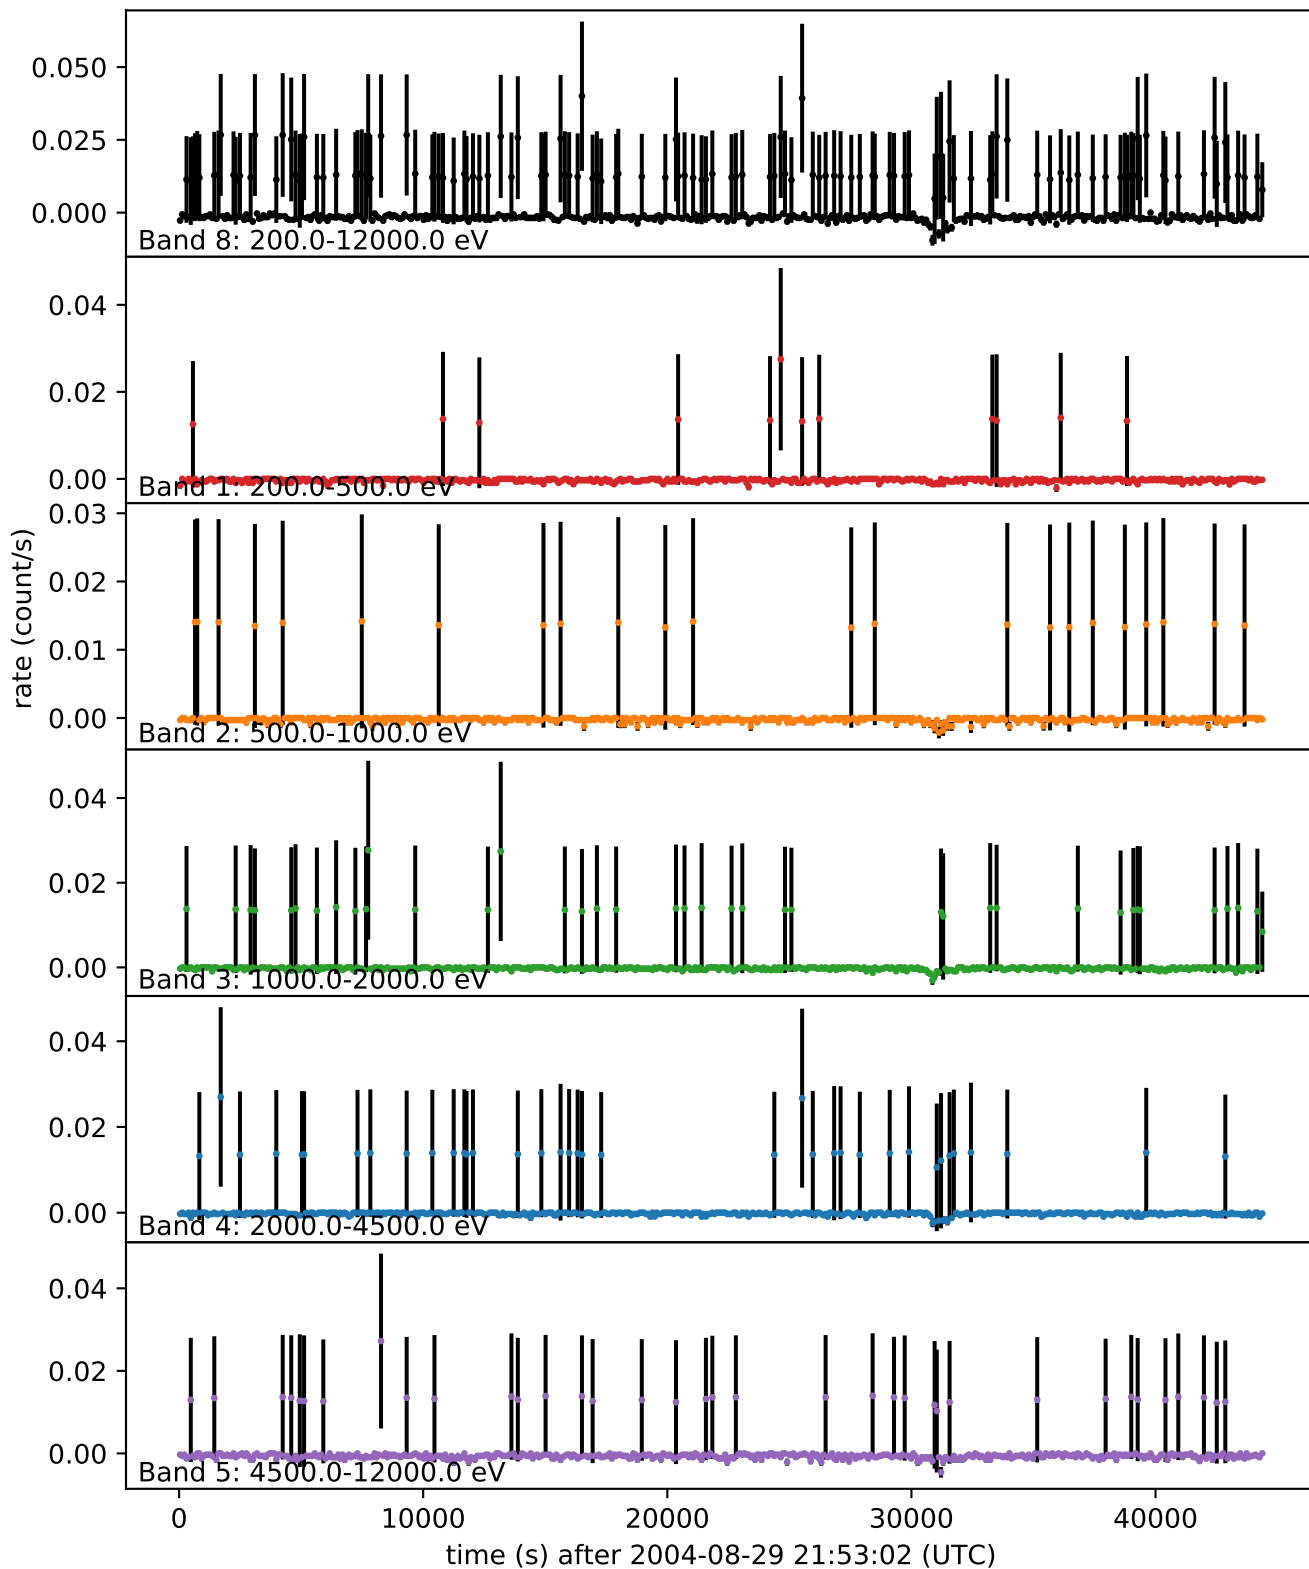 0.050
0.025
0.000
Band 8: 200.0-12000.0 eV
0.04
0.02
0.00
Band 1: 200.0-500.0 eV
rate (count/s)
0.03
0.02
0.01
0.00
Band 2: 500.0-1000.0 eV
0.04
0.02
0.00
Band 3: 1000.0-2000.0 eV
0.04
0.02
0.00
Band 4: 2000.0-4500.0 eV
0.04
0.02
0.00
Band 5: 4500.0-12000.0 eV
0 10000 20000 30000 40000
time (s) after 2004-08-29 21:53:02 (UTC)